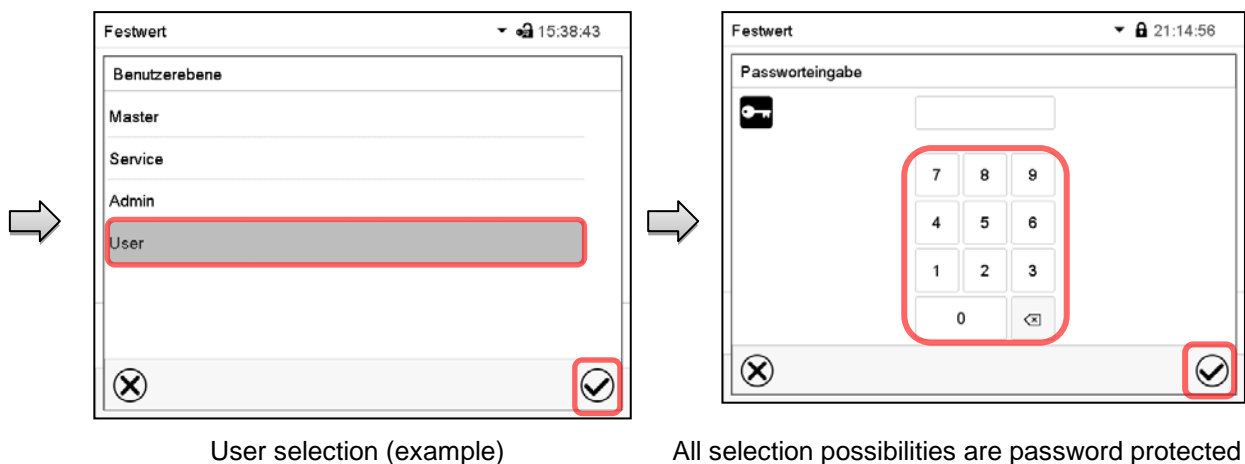 Festwert 15:38:43
Benutzerebene
Master
Service
Admin
User
User selection (example)
Festwert 21:14:56
Passworteingabe
7 8 9
4 5 6
1 2 3
0
All selection possibilities are password protected